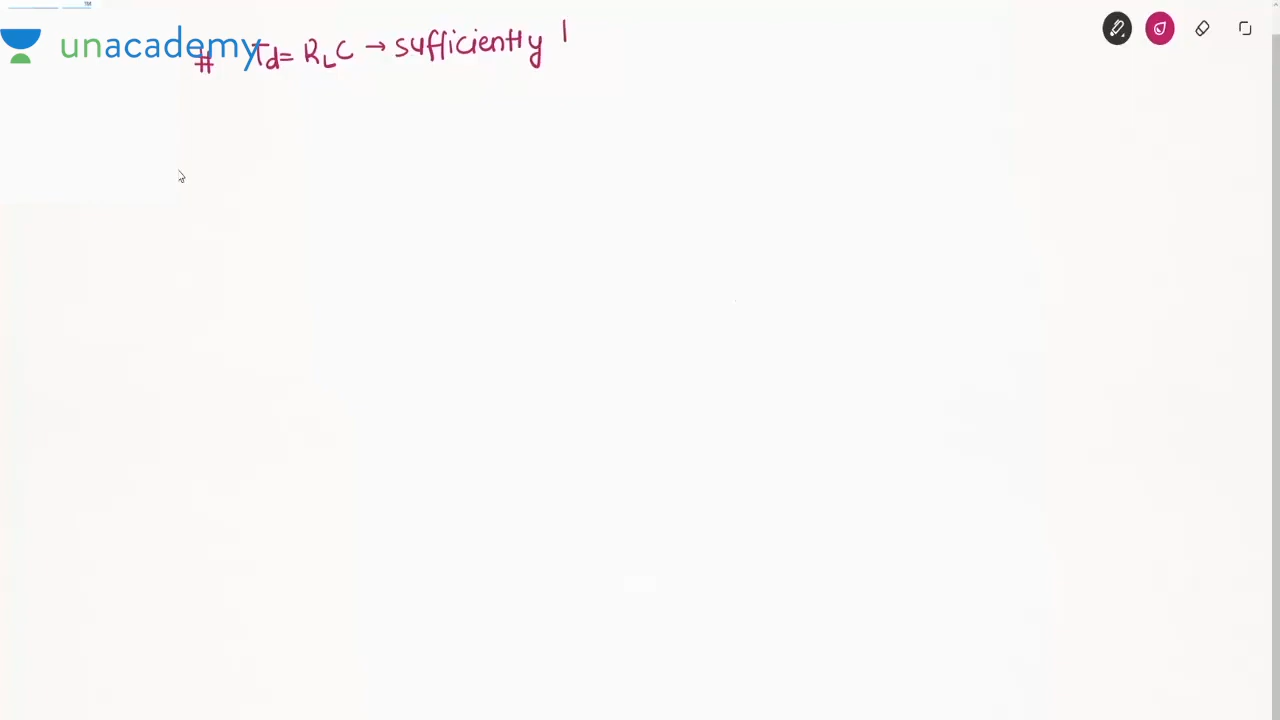 unacademy
# τd = RLC → sufficiently l